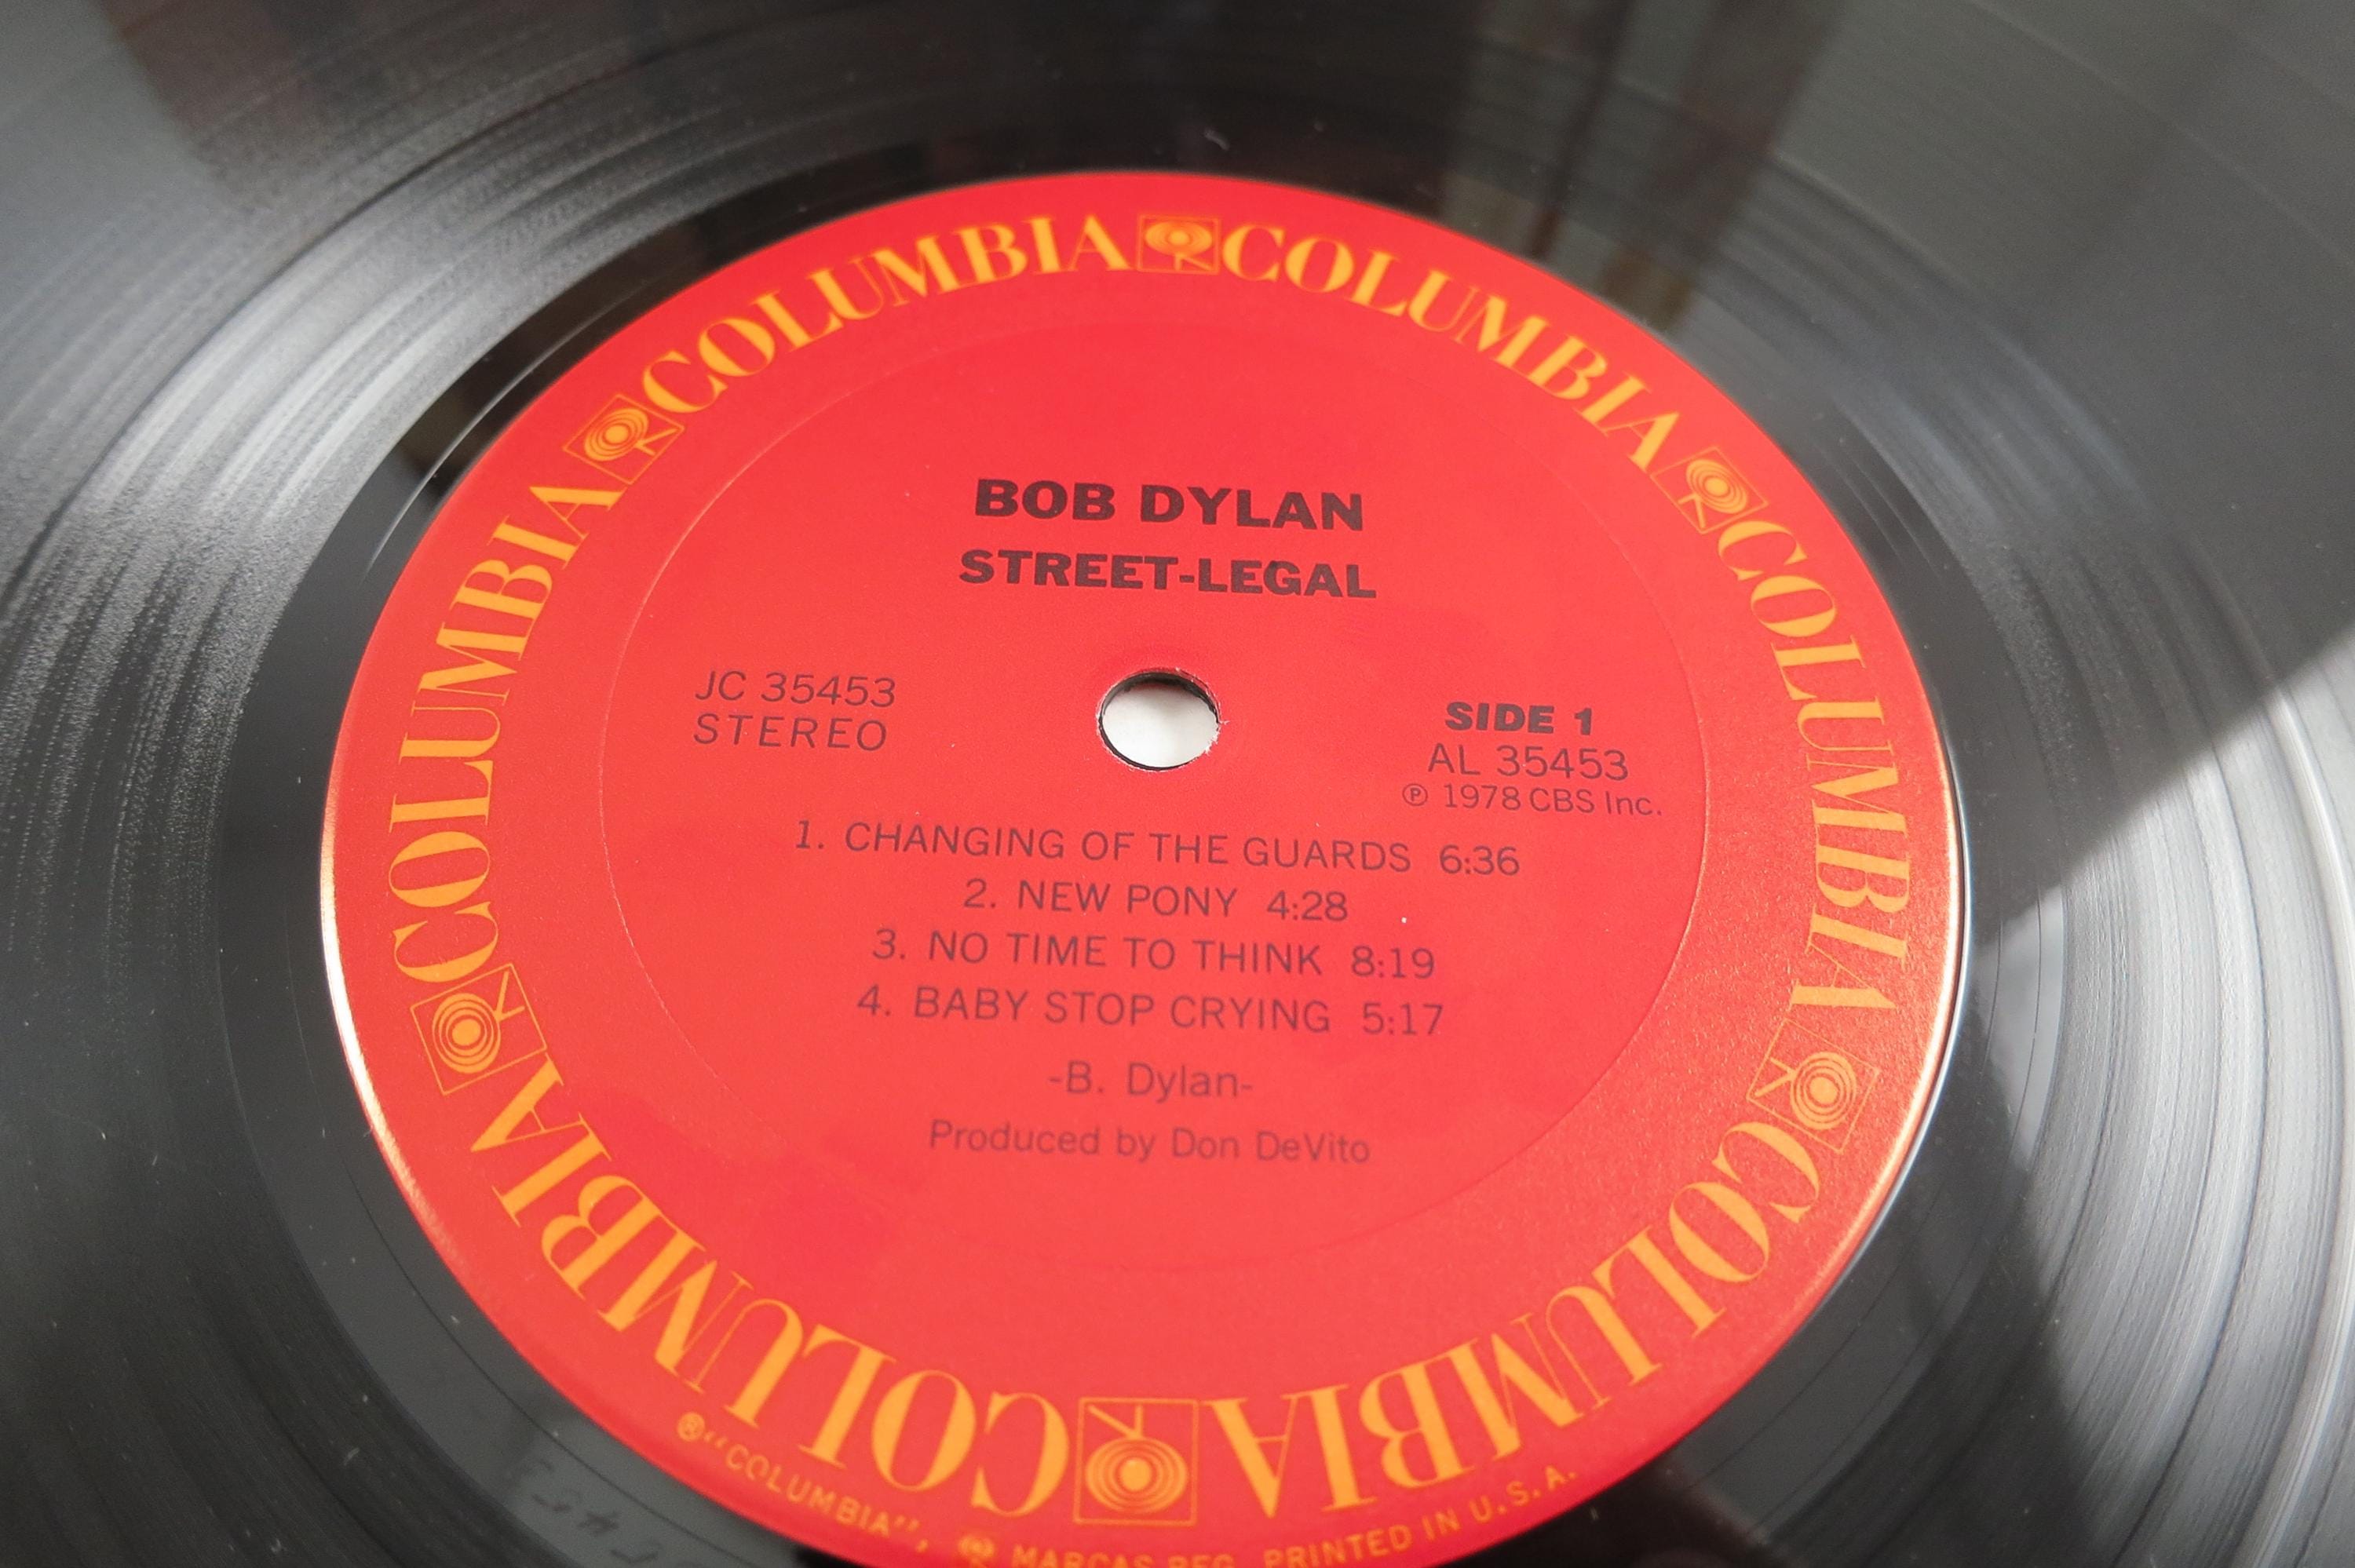 COLUMBIA COLUMBIA COLUMBIA COLUMBIA COLUMBIA COLUMBIA
BOB DYLAN
STREET-LEGAL
JC 35453
STEREO
SIDE 1
AL 35453
℗ 1978 CBS Inc.
1. CHANGING OF THE GUARDS 6:36
2. NEW PONY 4:28
3. NO TIME TO THINK 8:19
4. BABY STOP CRYING 5:17
-B. Dylan-
Produced by Don DeVito
®"COLUMBIA", MARCAS REG. PRINTED IN U.S.A.